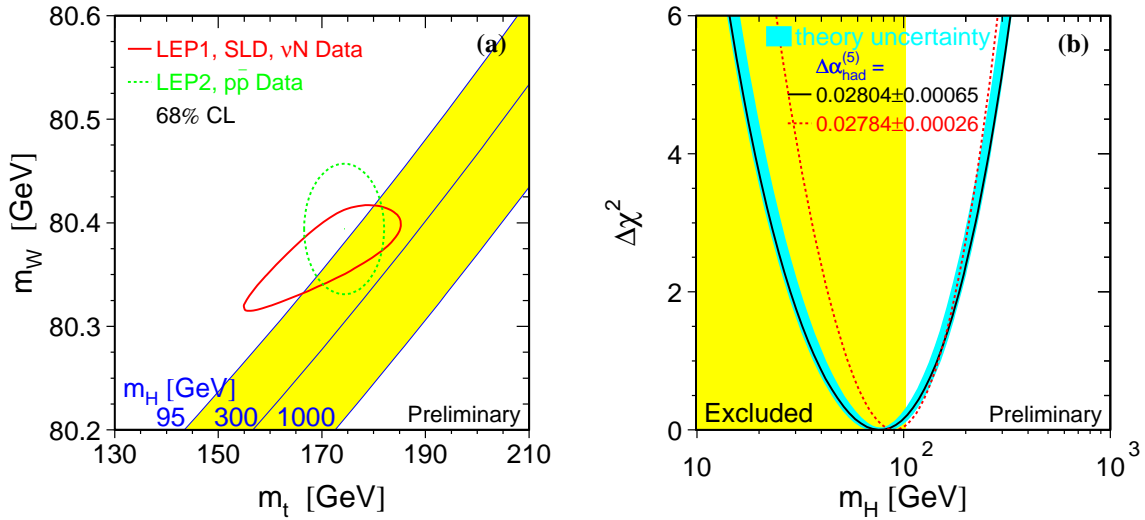 80.6
80.5
80.4
80.3
80.2
m_W [GeV]
LEP1, SLD, νN Data
LEP2, pp̄ Data
68% CL
(a)
m_H [GeV]
95 300 1000
Preliminary
130 150 170 190 210
m_t [GeV]
6
4
2
0
Δχ²
theory uncertainty
(b)
Δα_had^(5) =
0.02804±0.00065
0.02784±0.00026
Excluded
Preliminary
10 10² 10³
m_H [GeV]